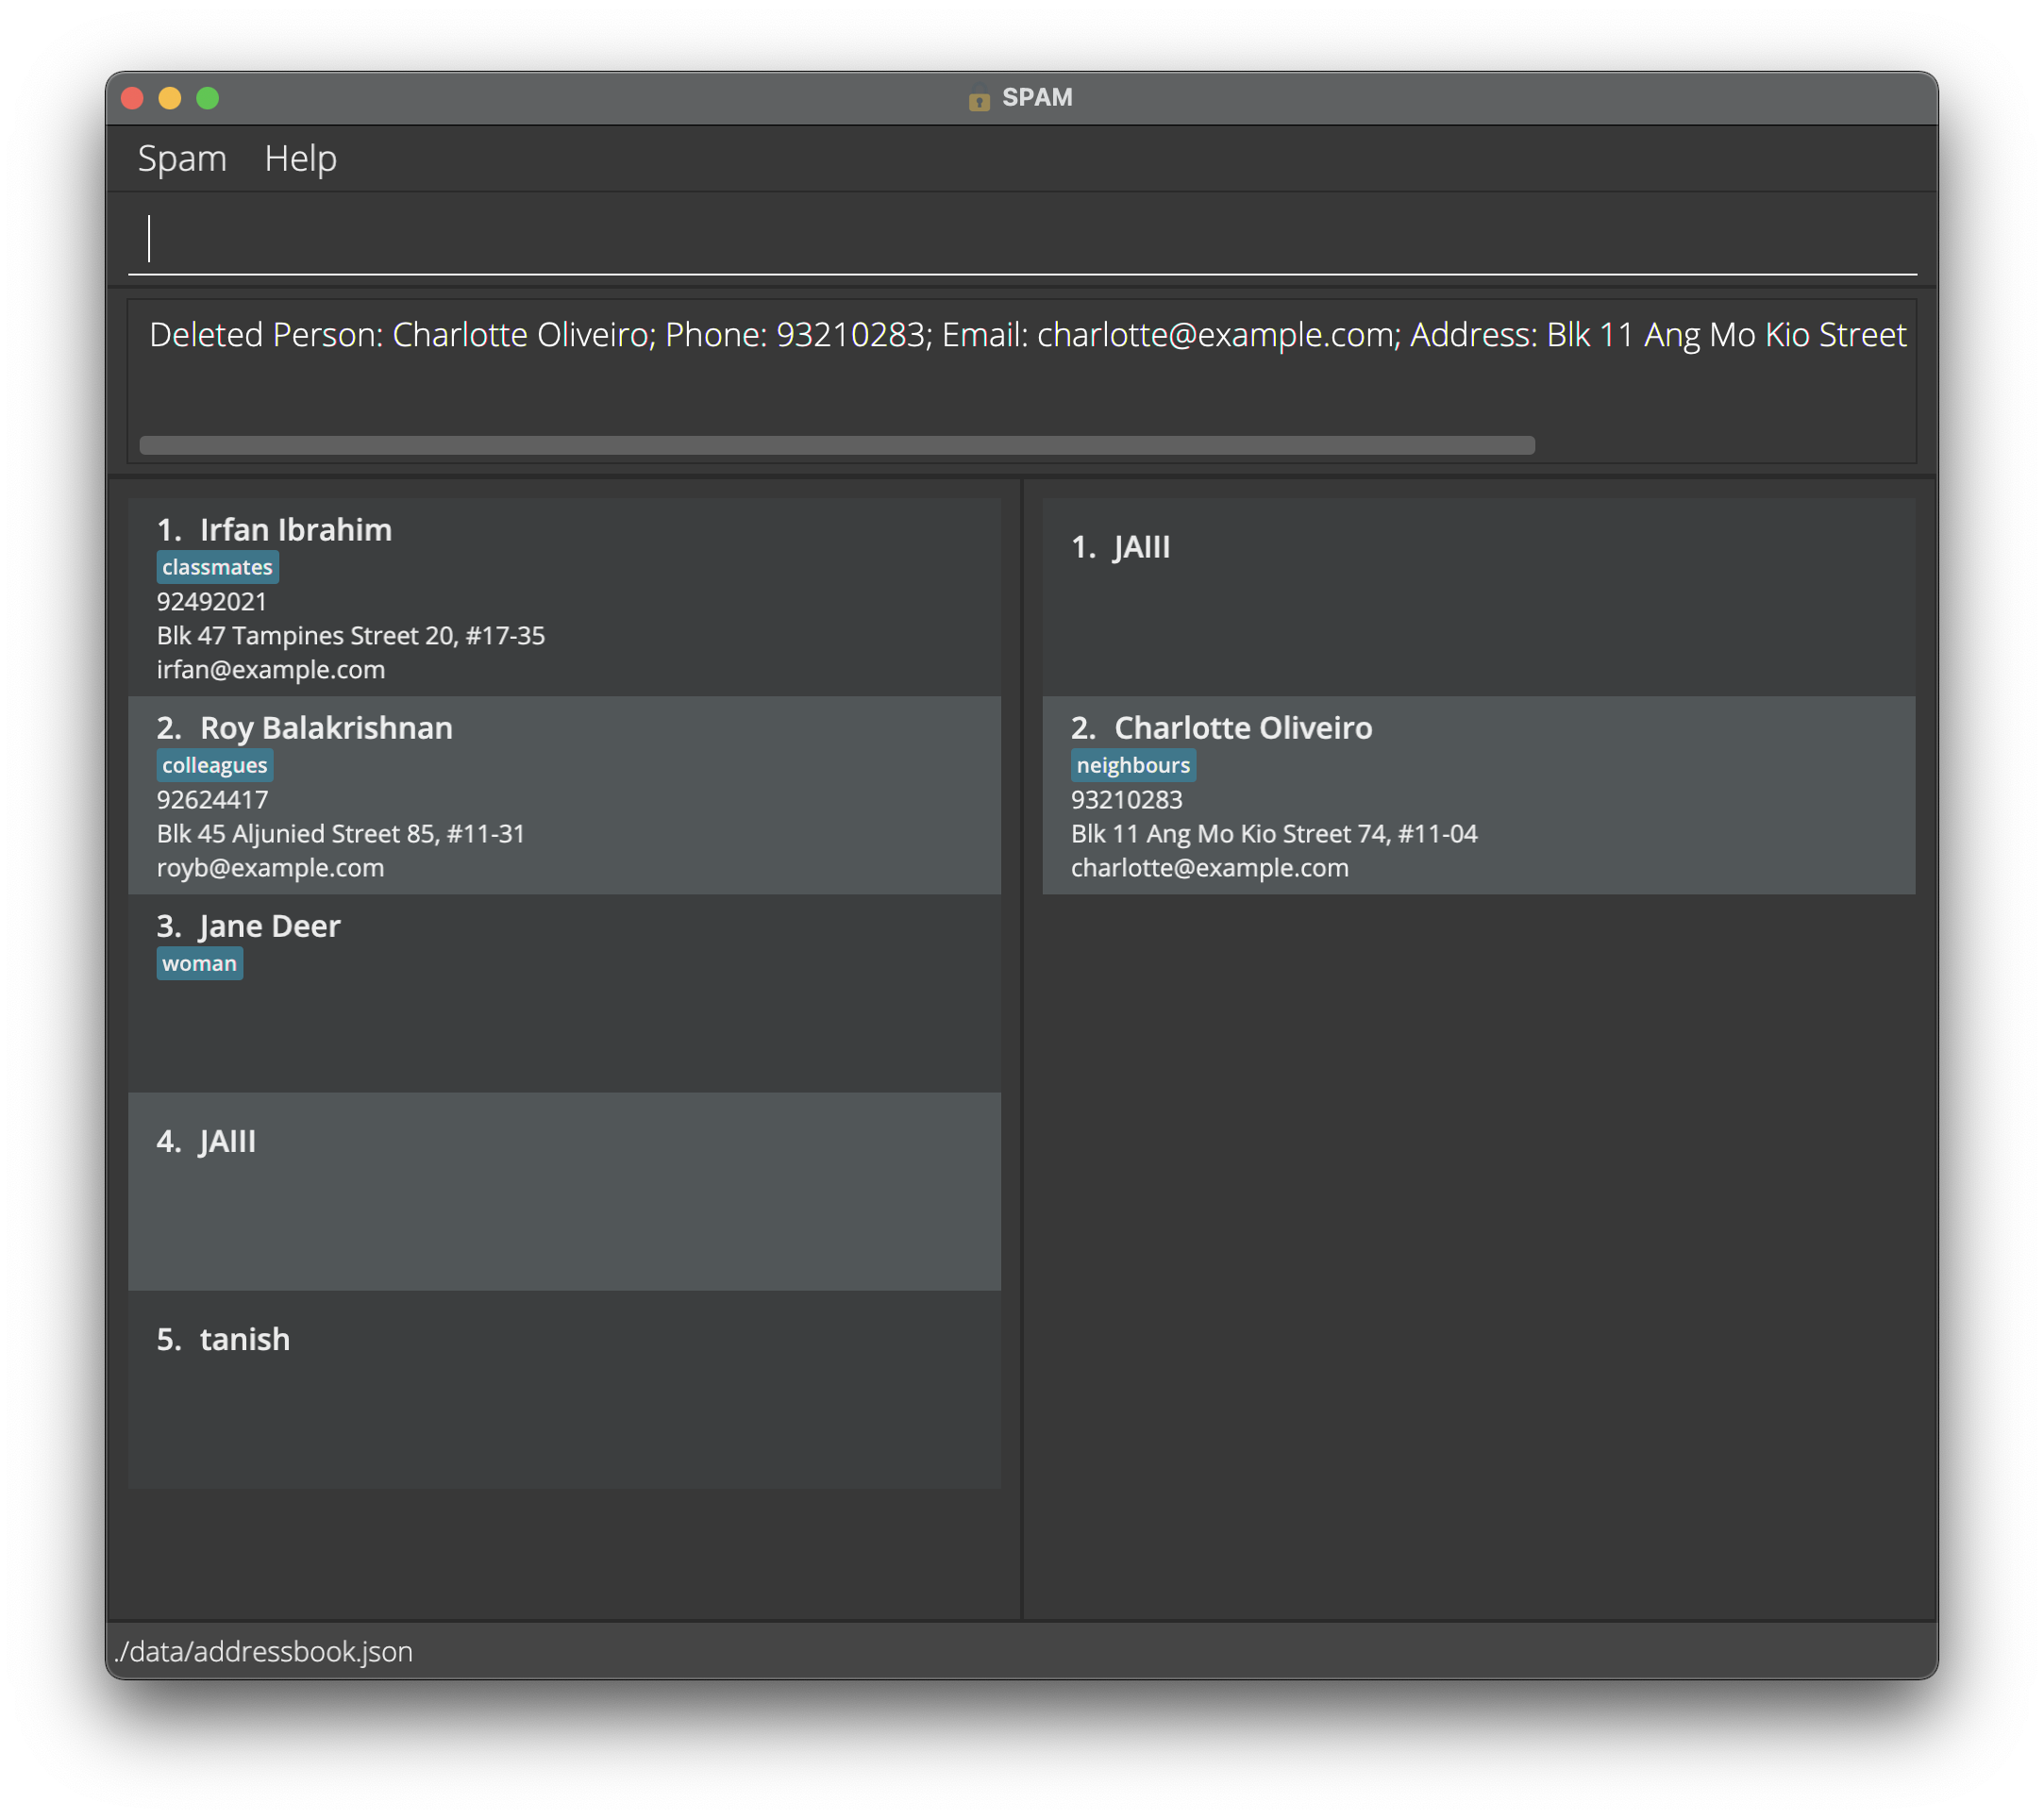 SPAM
Spam Help
Deleted Person: Charlotte Oliveiro; Phone: 93210283; Email: charlotte@example.com; Address: Blk 11 Ang Mo Kio Street
1. Irfan Ibrahim
classmates
92492021
Blk 47 Tampines Street 20, #17-35
irfan@example.com
2. Roy Balakrishnan
colleagues
92624417
Blk 45 Aljunied Street 85, #11-31
royb@example.com
3. Jane Deer
woman
4. JAIII
5. tanish
1. JAIII
2. Charlotte Oliveiro
neighbours
93210283
Blk 11 Ang Mo Kio Street 74, #11-04
charlotte@example.com
./data/addressbook.json